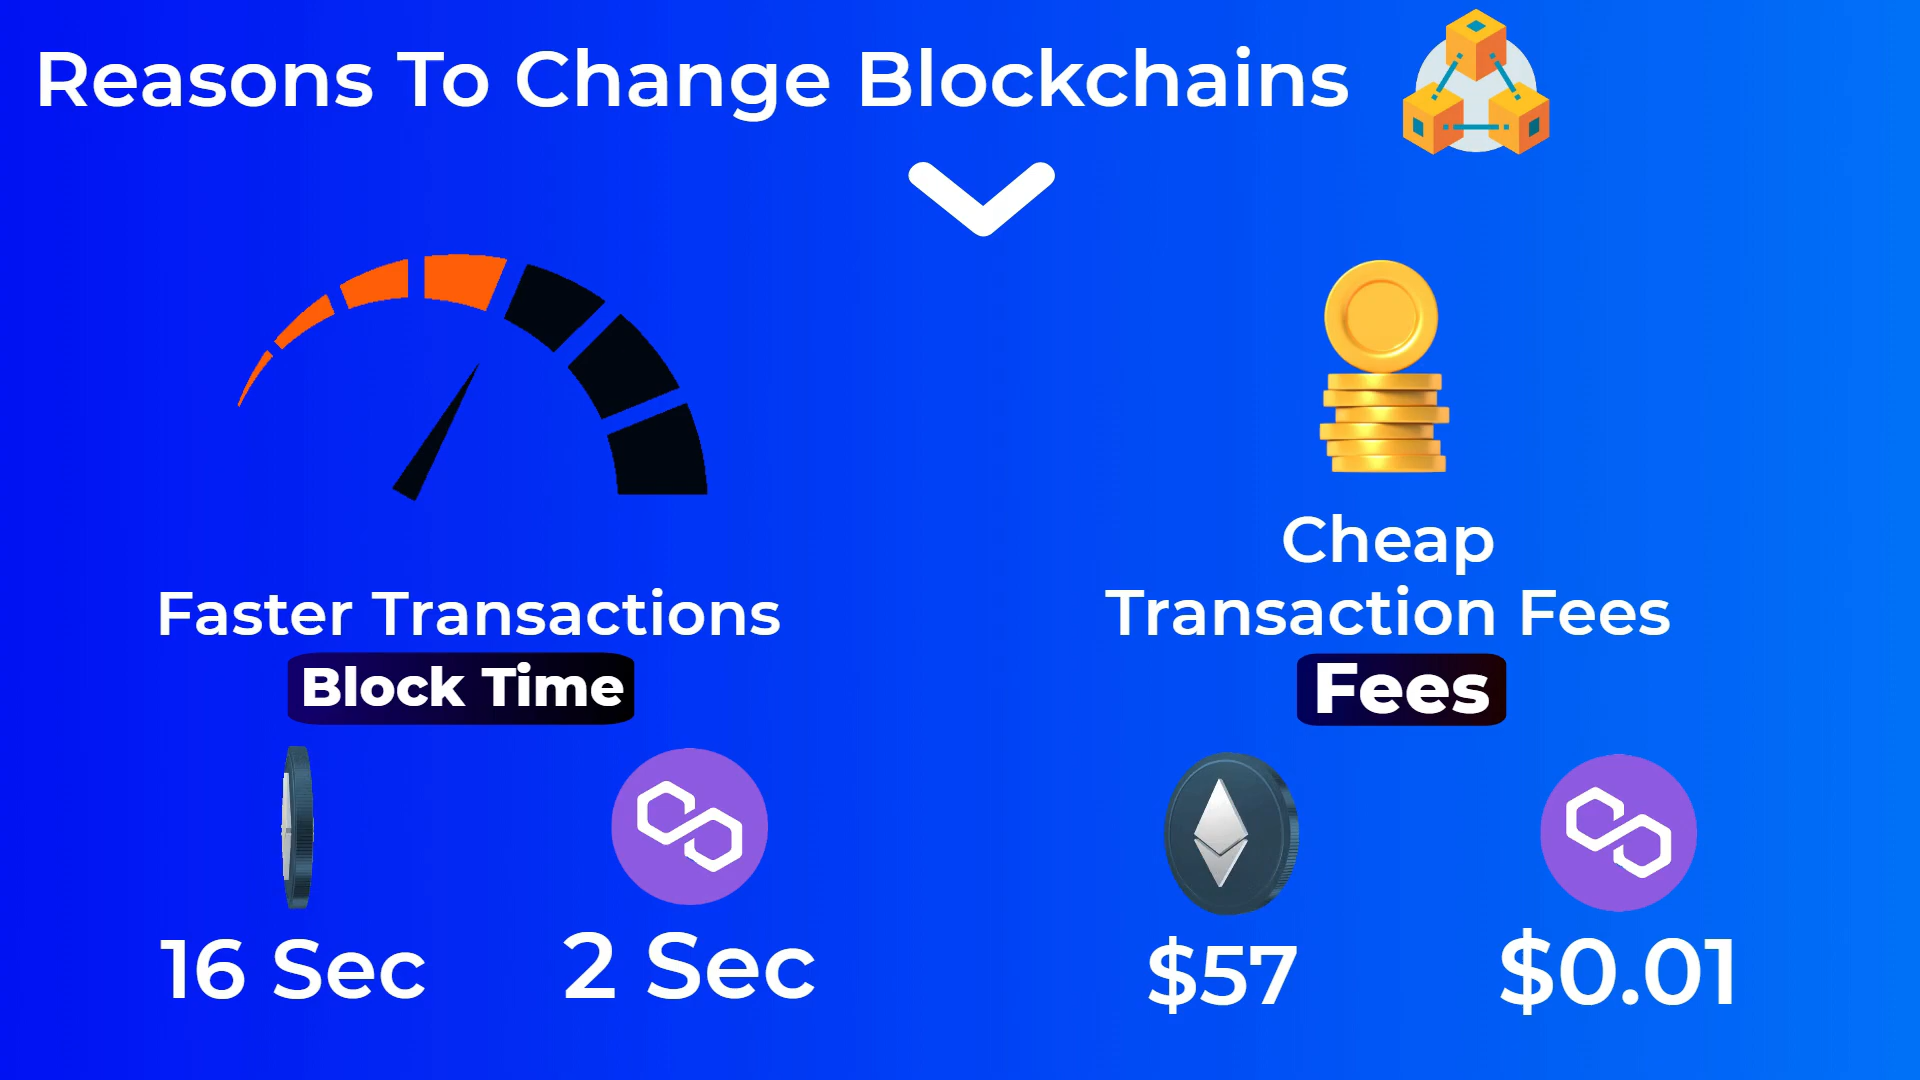 Reasons To Change Blockchains
Faster Transactions
Block Time
16 Sec
2 Sec
Cheap
Transaction Fees
Fees
$57
$0.01